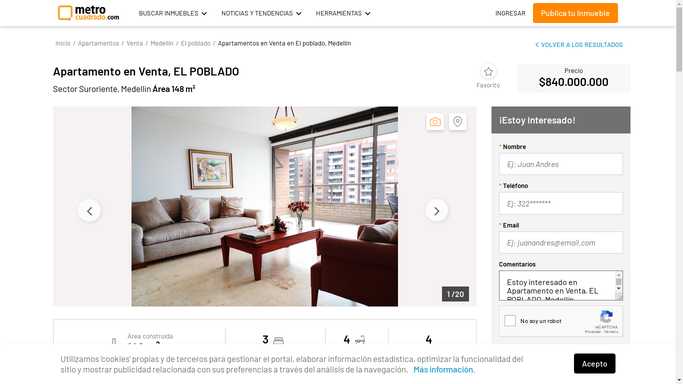 metro
cuadrado.com
BUSCAR INMUEBLES
NOTICIAS Y TENDENCIAS
HERRAMIENTAS
INGRESAR
Publica tu Inmueble
Inicio / Apartamentos / Venta / Medellín / El poblado / Apartamentos en Venta en El poblado, Medellín
VOLVER A LOS RESULTADOS
Apartamento en Venta, EL POBLADO
Sector Suroriente, Medellín Área 148 m²
Favorito
Precio
$840.000.000
¡Estoy Interesado!
* Nombre
Ej: Juan Andres
* Teléfono
Ej: 322*******
* Email
Ej: juanandres@email.com
Comentarios
Estoy interesado en
Apartamento en Venta, EL
POBLADO, Medellín
No soy un robot
reCAPTCHA
Privacidad - Términos
1 / 20
Área construida
3
4
4
Utilizamos 'cookies' propias y de terceros para gestionar el portal, elaborar información estadística, optimizar la funcionalidad del
sitio y mostrar publicidad relacionada con sus preferencias a través del análisis de la navegación. Más información.
Acepto